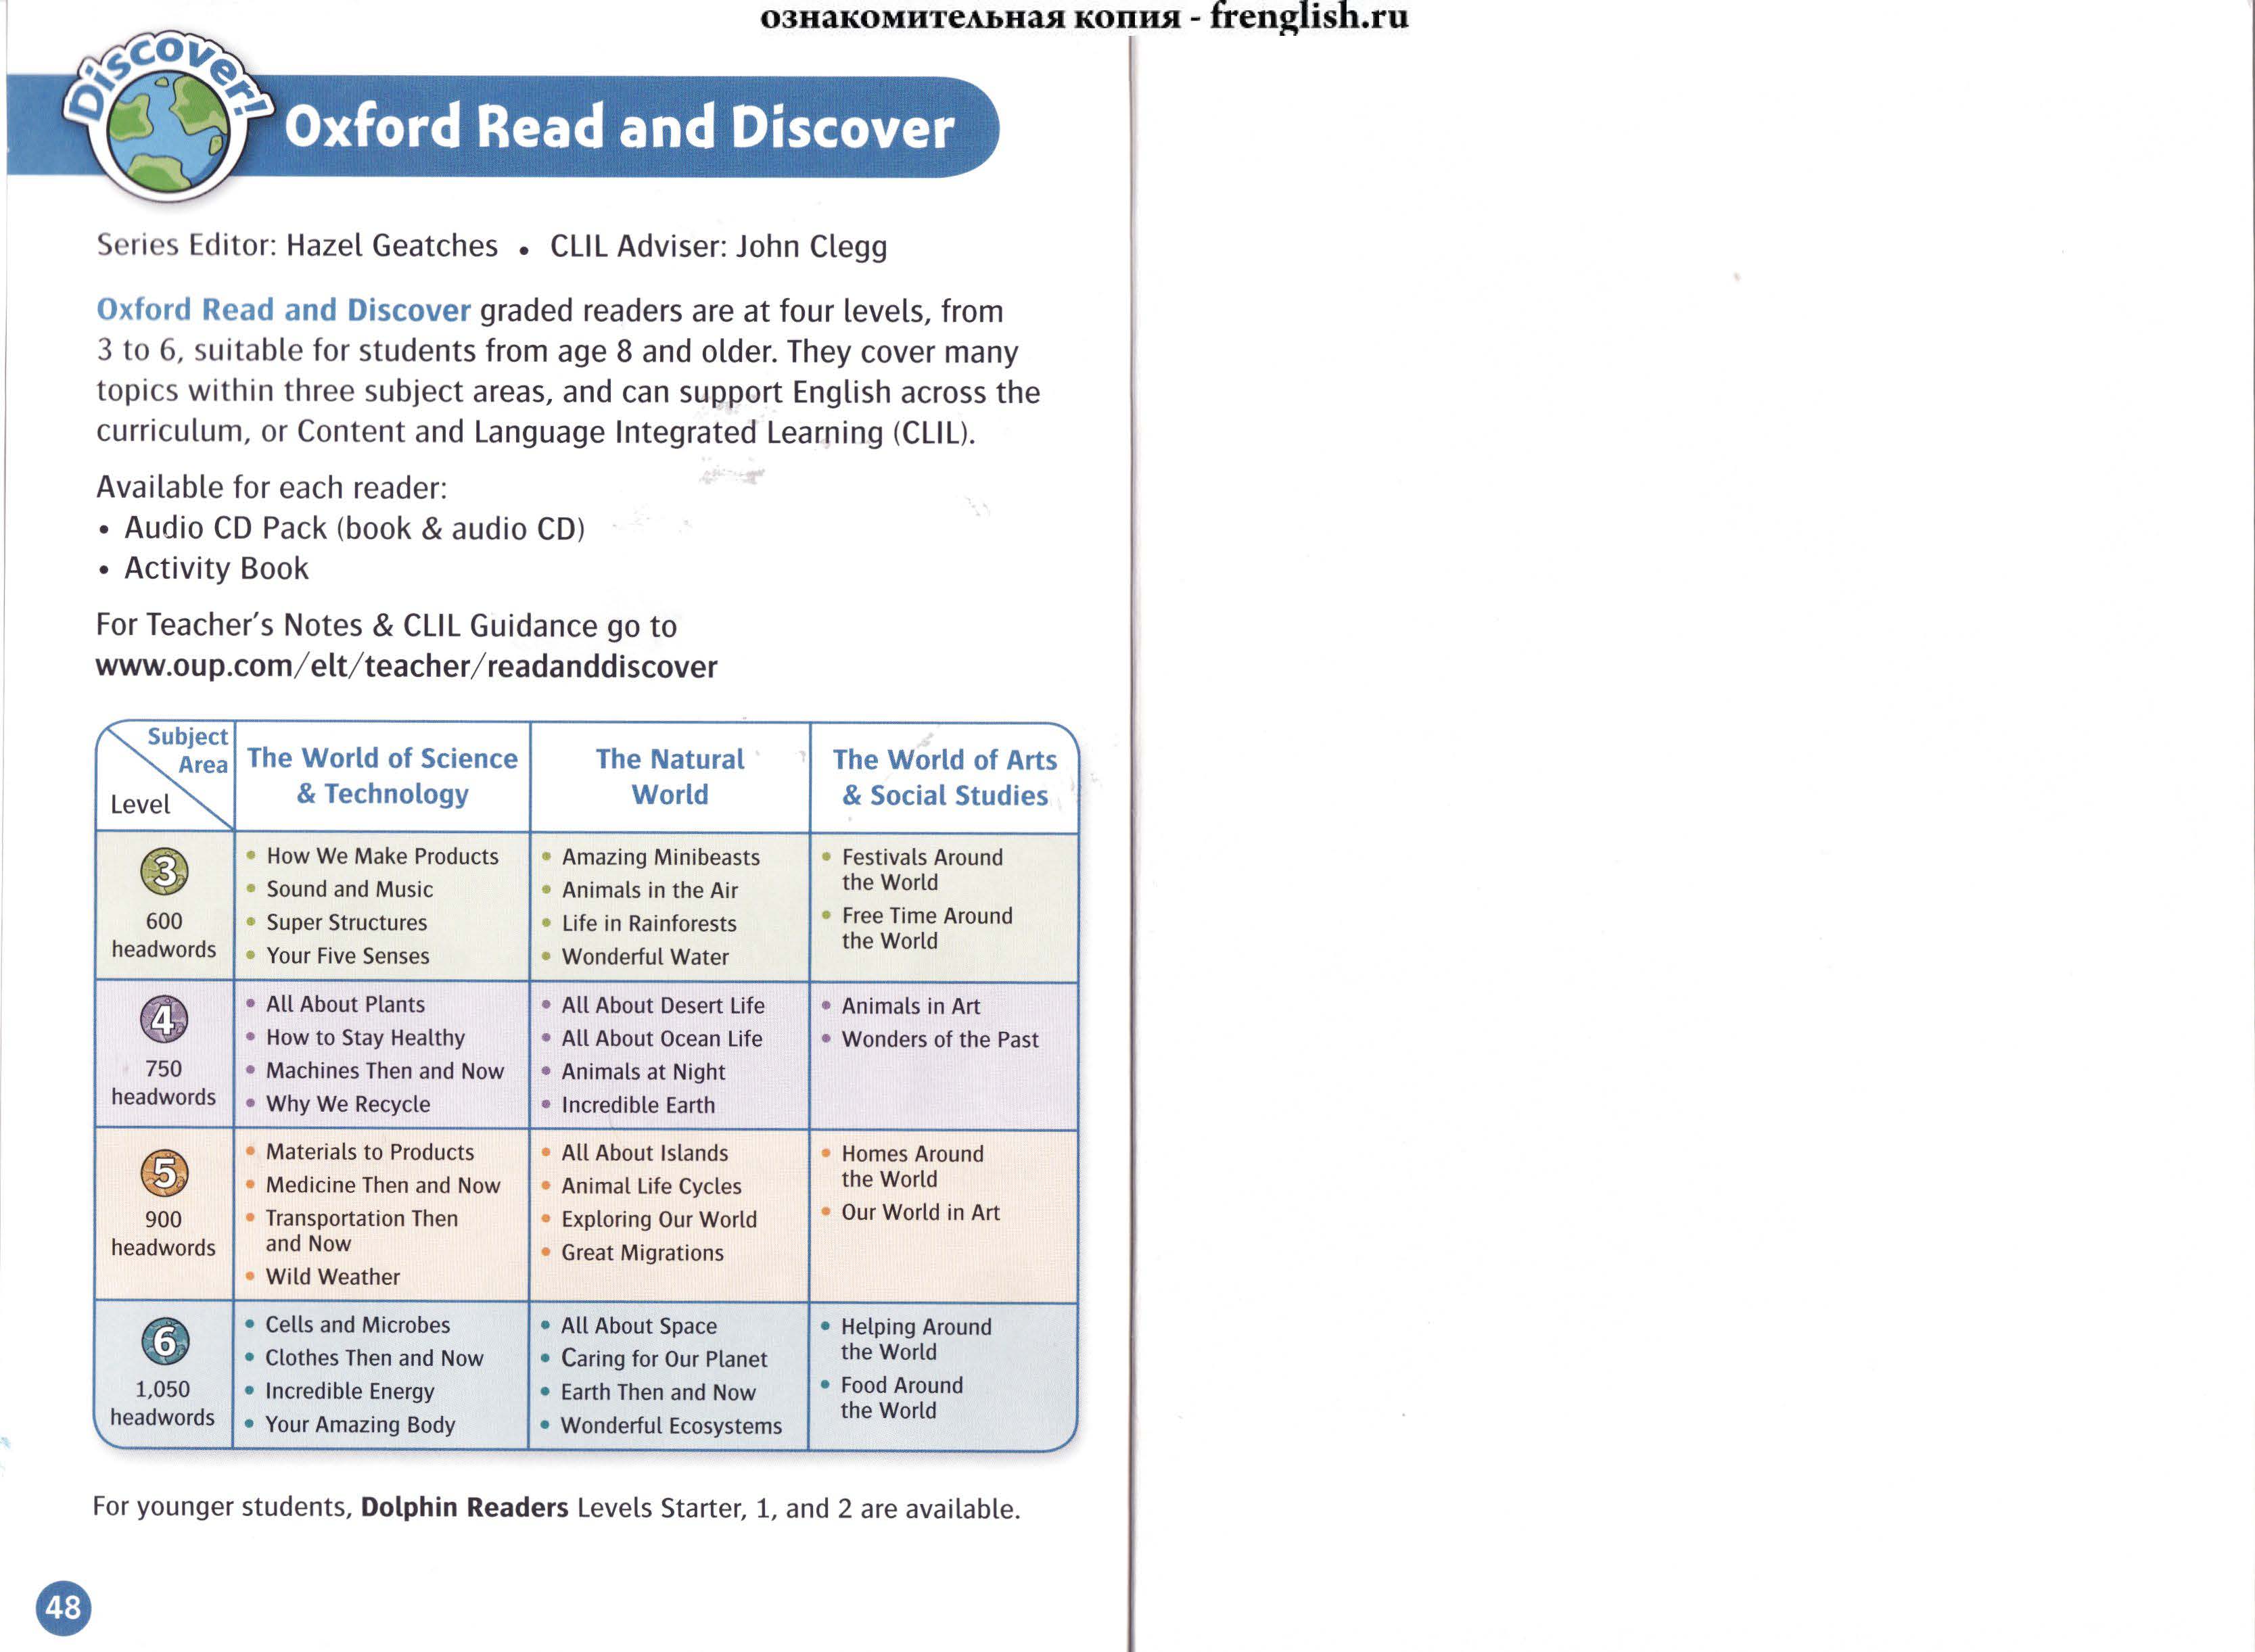 ознакомительная копия - frenglish.ru
Discover!
Oxford Read and Discover
Series Editor: Hazel Geatches • CLIL Adviser: John Clegg
Oxford Read and Discover graded readers are at four levels, from
3 to 6, suitable for students from age 8 and older. They cover many
topics within three subject areas, and can support English across the
curriculum, or Content and Language Integrated Learning (CLIL).
Available for each reader:
• Audio CD Pack (book & audio CD)
• Activity Book
For Teacher's Notes & CLIL Guidance go to
www.oup.com/elt/teacher/readanddiscover
Subject
Area
Level
The World of Science
& Technology
The Natural
World
The World of Arts
& Social Studies
3
600
headwords
• How We Make Products
• Sound and Music
• Super Structures
• Your Five Senses
• Amazing Minibeasts
• Animals in the Air
• Life in Rainforests
• Wonderful Water
• Festivals Around
the World
• Free Time Around
the World
4
750
headwords
• All About Plants
• How to Stay Healthy
• Machines Then and Now
• Why We Recycle
• All About Desert Life
• All About Ocean Life
• Animals at Night
• Incredible Earth
• Animals in Art
• Wonders of the Past
5
900
headwords
• Materials to Products
• Medicine Then and Now
• Transportation Then
and Now
• Wild Weather
• All About Islands
• Animal Life Cycles
• Exploring Our World
• Great Migrations
• Homes Around
the World
• Our World in Art
6
1,050
headwords
• Cells and Microbes
• Clothes Then and Now
• Incredible Energy
• Your Amazing Body
• All About Space
• Caring for Our Planet
• Earth Then and Now
• Wonderful Ecosystems
• Helping Around
the World
• Food Around
the World
For younger students, Dolphin Readers Levels Starter, 1, and 2 are available.
48